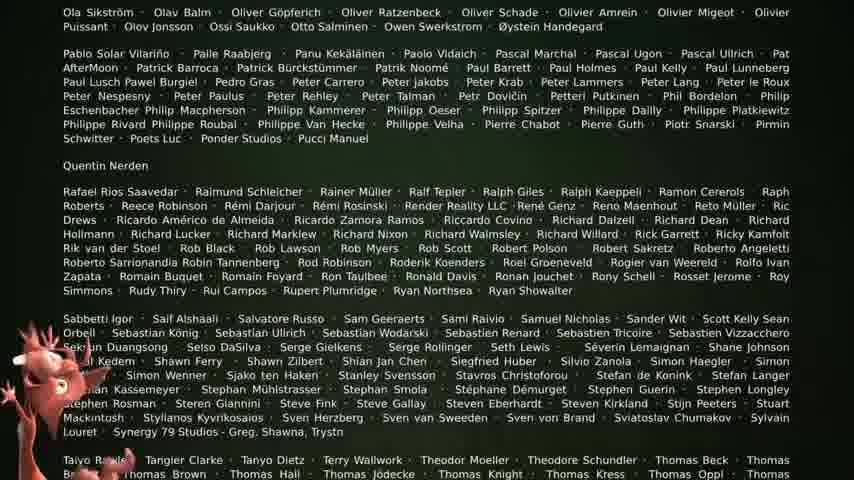 Ola Sikström · Olav Balm · Oliver Göpferich · Oliver Ratzenbeck · Oliver Schade · Olivier Amrein · Olivier Migeot · Olivier
Puissant · Olov Jonsson · Ossi Saukko · Otto Salminen · Owen Swerkstrom · Øystein Handegard
Pablo Solar Vilariño · Palle Raabjerg · Panu Kekäläinen · Paolo Vidaich · Pascal Marchal · Pascal Ugon · Pascal Ullrich · Pat
AfterMoon · Patrick Barroca · Patrick Bürckstümmer · Patrik Noomé · Paul Barrett · Paul Holmes · Paul Kelly · Paul Lunneberg
Paul Lusch Pawel Burgiel · Pedro Gras · Peter Carrero · Peter Jakobs · Peter Krab · Peter Lammers · Peter Lang · Peter le Roux
Peter Nespesny · Peter Paulus · Peter Rehley · Peter Talman · Petr Dovičin · Petteri Putkinen · Phil Bordelon · Philip
Eschenbacher Philip Macpherson · Philipp Kammerer · Philipp Oeser · Philipp Spitzer · Philippe Dailly · Philippe Platkiewitz
Philippe Rivard Philippe Roubal · Philippe Van Hecke · Philippe Velha · Pierre Chabot · Pierre Guth · Piotr Snarski · Pirmin
Schwitter · Poets Luc · Ponder Studios · Pucci Manuel
Quentin Nerden
Rafael Rios Saavedar · Raimund Schleicher · Rainer Müller · Ralf Tepler · Ralph Giles · Ralph Kaeppeli · Ramon Cererols · Raph
Roberts · Reece Robinson · Rémi Darjour · Rémi Rosinski · Render Reality LLC · René Genz · Reno Maenhout · Reto Müller · Ric
Drews · Ricardo Américo de Almeida · Ricardo Zamora Ramos · Riccardo Covino · Richard Dalzell · Richard Dean · Richard
Hollmann · Richard Lucker · Richard Marklew · Richard Nixon · Richard Walmsley · Richard Willard · Rick Garrett · Ricky Kamfolt
Rik van der Stoel · Rob Black · Rob Lawson · Rob Myers · Rob Scott · Robert Polson · Robert Sakretz · Roberto Angeletti
Roberto Sarrionandia Robin Tannenberg · Rod Robinson · Roderik Koenders · Roel Groeneveld · Rogier van Weereld · Rolfo Ivan
Zapata · Romain Buquet · Romain Foyard · Ron Taulbee · Ronald Davis · Ronan Jouchet · Rony Schell · Rosset Jerome · Roy
Simmons · Rudy Thiry · Rui Campos · Rupert Plumridge · Ryan Northsea · Ryan Showalter
Sabbetti Igor · Saif Alshaali · Salvatore Russo · Sam Geeraerts · Sami Raivio · Samuel Nicholas · Sander Wit · Scott Kelly Sean
Orbell · Sebastian König · Sebastian Ullrich · Sebastian Wodarski · Sebastien Renard · Sebastien Tricoire · Sebastien Vizzacchero
Duangsong · Selso DaSilva · Serge Gielkens · Serge Rollinger · Seth Lewis · Séverin Lemaignan · Shane Johnson
Kedem · Shawn Ferry · Shawn Zilbert · Shian Jan Chen · Siegfried Huber · Silvio Zanola · Simon Haegler · Simon
· Simon Wenner · Sjako ten Haken · Stanley Svensson · Stavros Christoforou · Stefan de Konink · Stefan Langer
Kassemeyer · Stephan Mühlstrasser · Stephan Smola · Stéphane Démurget · Stephen Guerin · Stephen Longley
Stephen Rosman · Steren Giannini · Steve Fink · Steve Gallay · Steven Eberhardt · Steven Kirkland · Stijn Peeters · Stuart
Mackintosh · Stylianos Kyvrikosaios · Sven Herzberg · Sven van Sweeden · Sven von Brand · Sviatoslav Chumakov · Sylvain
Louret · Synergy 79 Studios - Greg, Shawna, Trystn
Taivo · Tangier Clarke · Tanyo Dietz · Terry Wallwork · Theodor Moeller · Theodore Schundler · Thomas Beck · Thomas
Thomas Brown · Thomas Hall · Thomas Jödecke · Thomas Knight · Thomas Kress · Thomas Oppl · Thomas